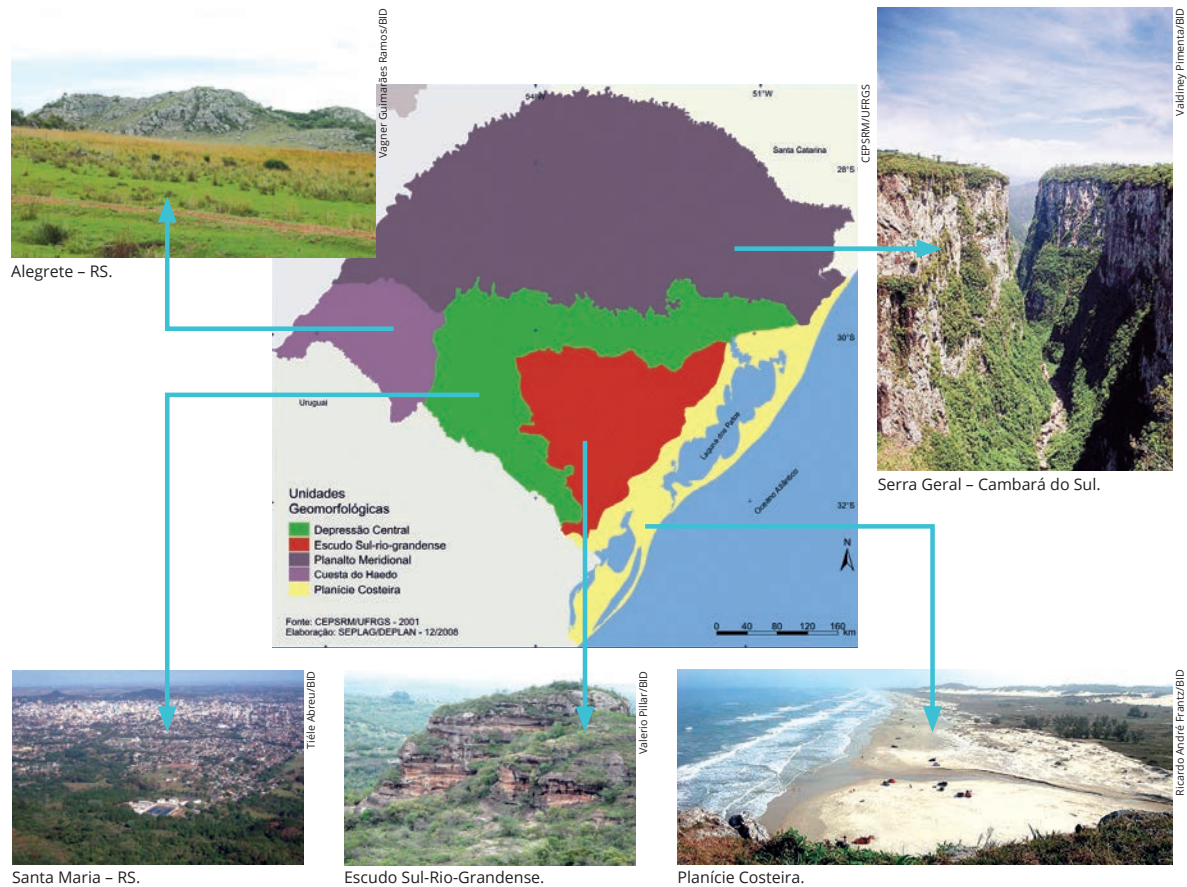 Vagner Guimarães Ramos/BID
Alegrete – RS.
54°W
51°W
CEPSRM/UFRGS
Santa Catarina
28°S
30°S
Uruguai
Laguna dos Patos
Oceano Atlântico
32°S
N
Unidades
Geomorfológicas
Depressão Central
Escudo Sul-rio-grandense
Planalto Meridional
Cuesta do Haedo
Planície Costeira
Fonte: CEPSRM/UFRGS - 2001
Elaboração: SEPLAG/DEPLAN - 12/2008
0 40 80 120 160
km
Valdiney Pimenta/BID
Serra Geral – Cambará do Sul.
Tiéle Abreu/BID
Santa Maria – RS.
Valerio Pillar/BID
Escudo Sul-Rio-Grandense.
Ricardo André Frantz/BID
Planície Costeira.